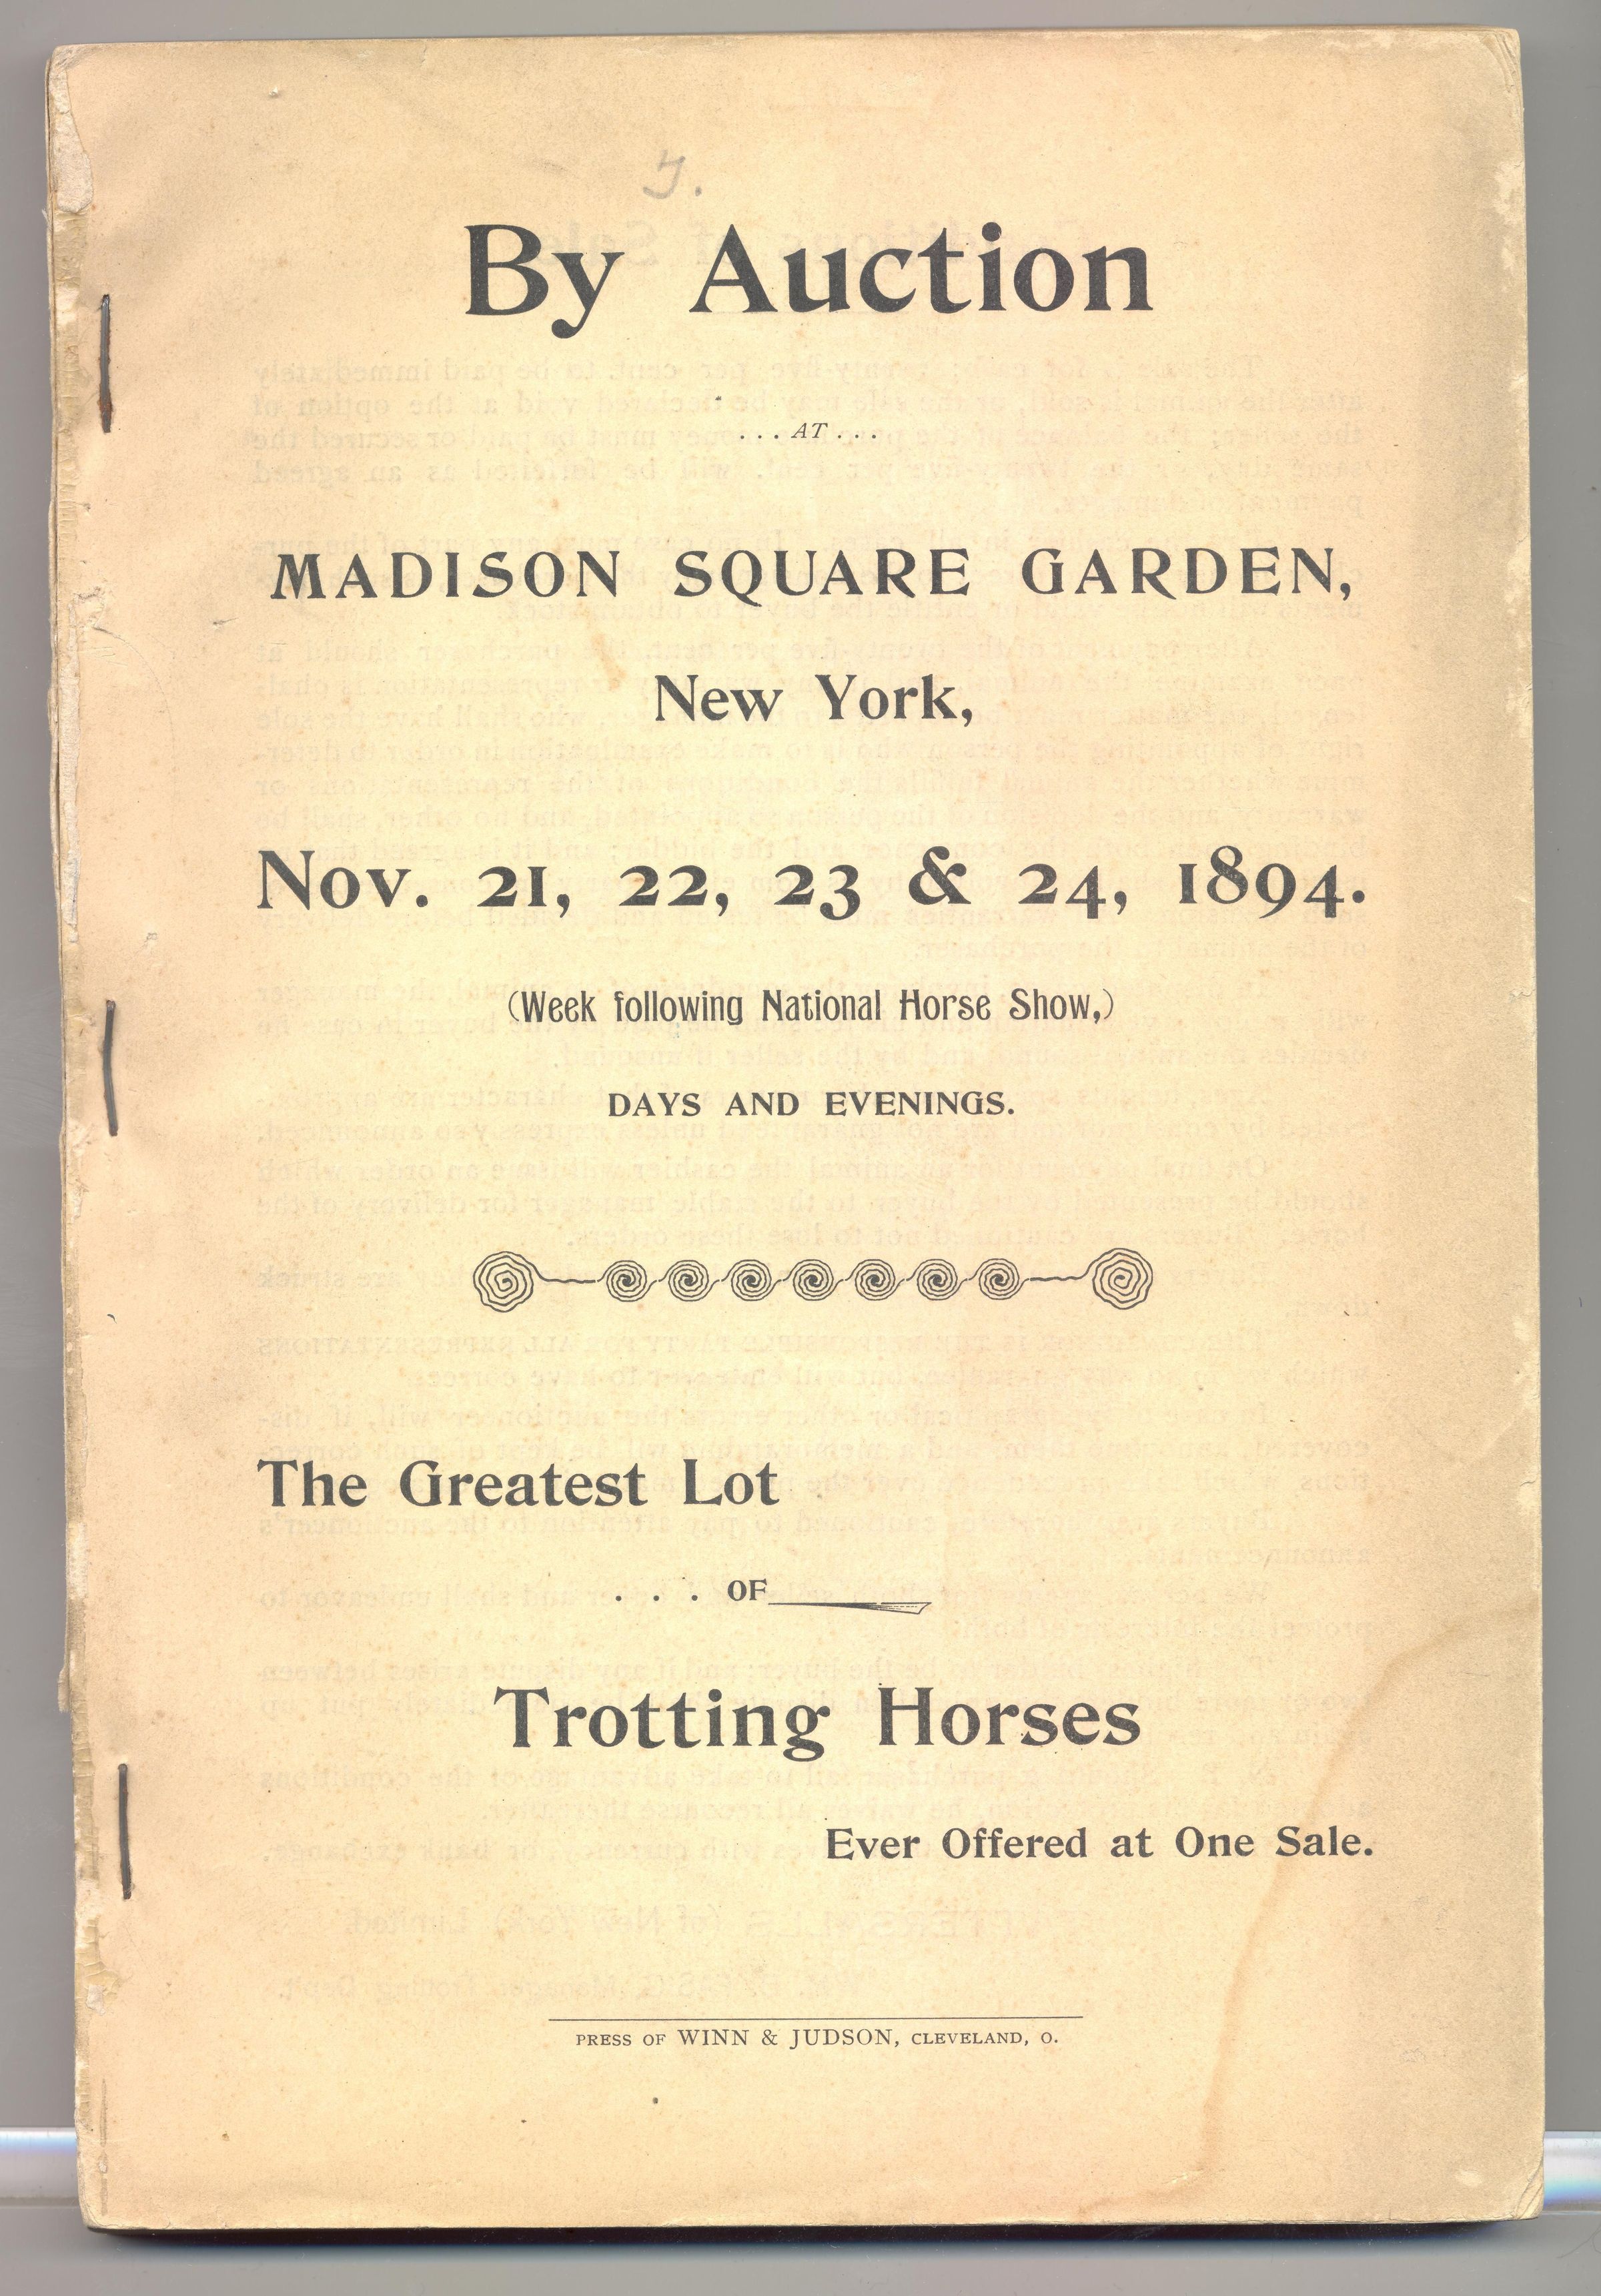 By Auction
... AT ...
MADISON SQUARE GARDEN,
New York,
Nov. 21, 22, 23 & 24, 1894.
(Week following National Horse Show,)
DAYS AND EVENINGS.
The Greatest Lot
. . . OF
Trotting Horses
Ever Offered at One Sale.
PRESS OF WINN & JUDSON, CLEVELAND, O.